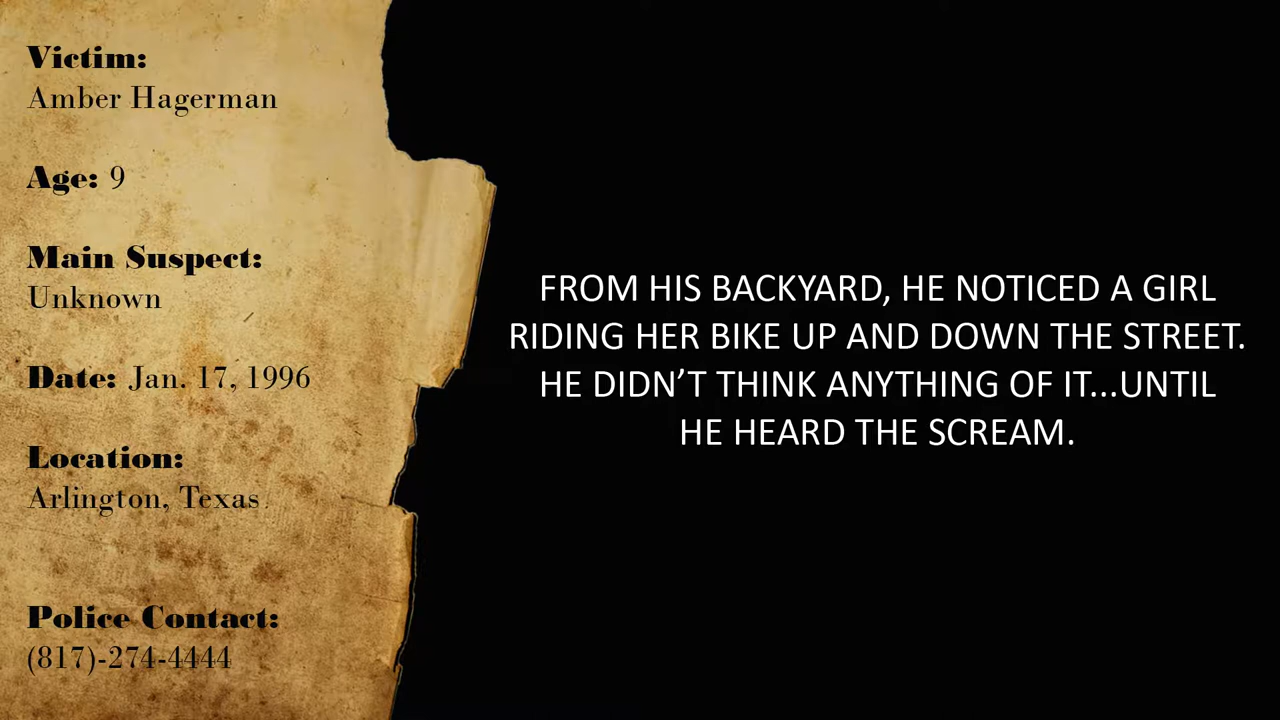 Victim:
Amber Hagerman
Age: 9
Main Suspect:
Unknown
Date: Jan. 17, 1996
Location:
Arlington, Texas
Police Contact:
(817)-274-4444
FROM HIS BACKYARD, HE NOTICED A GIRL
RIDING HER BIKE UP AND DOWN THE STREET.
HE DIDN’T THINK ANYTHING OF IT...UNTIL
HE HEARD THE SCREAM.